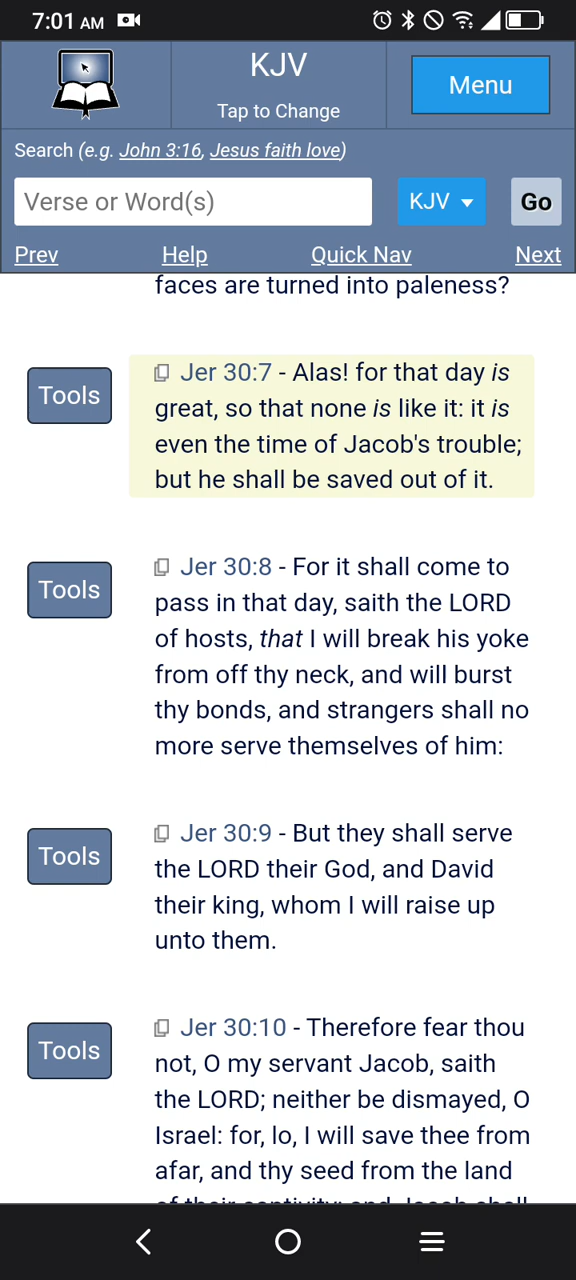 7:01 AM
KJV
Tap to Change
Menu
Search (e.g. John 3:16, Jesus faith love)
Verse or Word(s)
KJV
Go
Prev
Help
Quick Nav
Next
faces are turned into paleness?
Tools
Jer 30:7 - Alas! for that day is
great, so that none is like it: it is
even the time of Jacob's trouble;
but he shall be saved out of it.
Tools
Jer 30:8 - For it shall come to
pass in that day, saith the LORD
of hosts, that I will break his yoke
from off thy neck, and will burst
thy bonds, and strangers shall no
more serve themselves of him:
Tools
Jer 30:9 - But they shall serve
the LORD their God, and David
their king, whom I will raise up
unto them.
Tools
Jer 30:10 - Therefore fear thou
not, O my servant Jacob, saith
the LORD; neither be dismayed, O
Israel: for, lo, I will save thee from
afar, and thy seed from the land
of their captivity; and Jacob shall